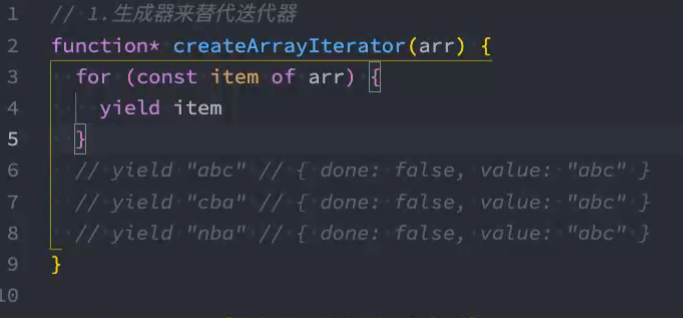 1 // 1.生成器来替代迭代器
2 function* createArrayIterator(arr) {
3 for (const item of arr) {
4 yield item
5 }
6 // yield "abc" // { done: false, value: "abc" }
7 // yield "cba" // { done: false, value: "abc" }
8 // yield "nba" // { done: false, value: "abc" }
9 }
10